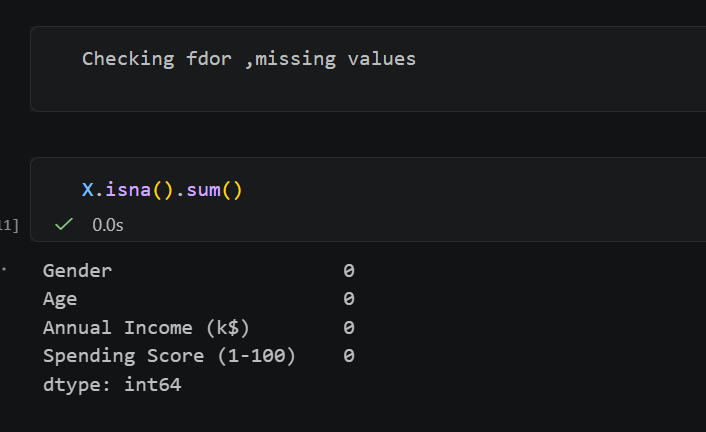 Checking fdor ,missing values
X.isna().sum()
11]
0.0s
Gender 0
Age 0
Annual Income (k$) 0
Spending Score (1-100) 0
dtype: int64